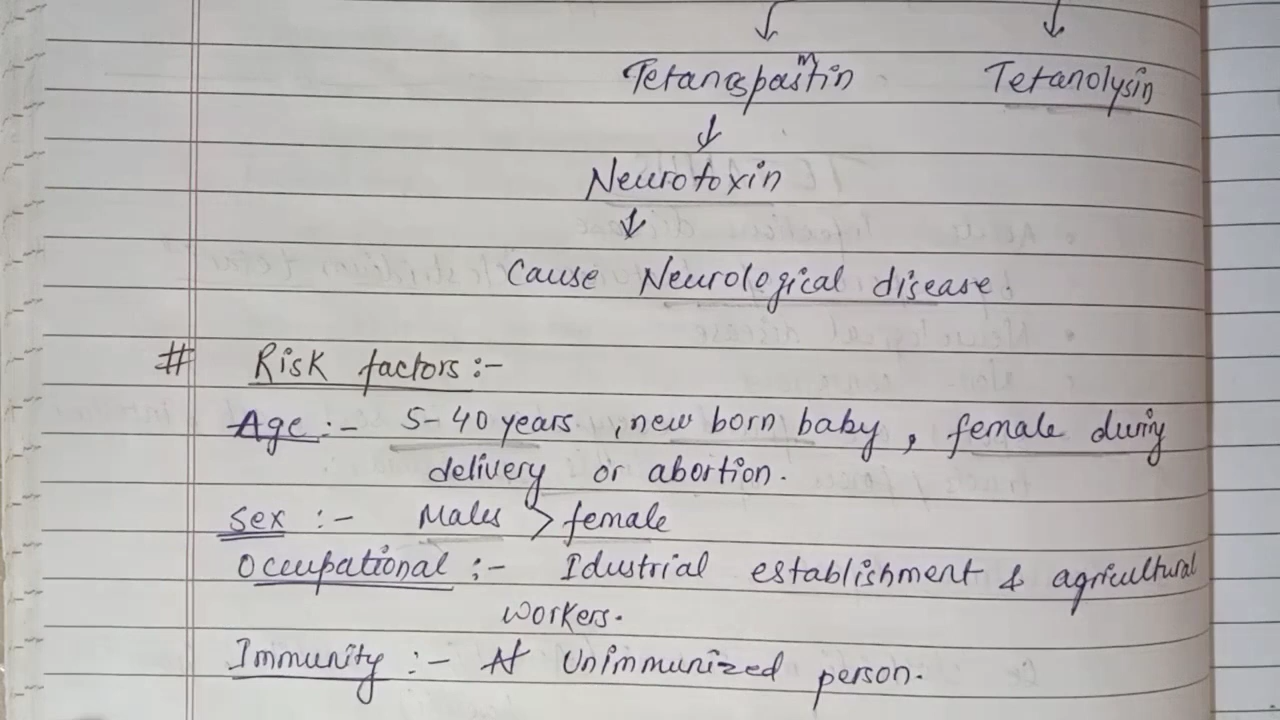 ↓ ↓
Tetanospasmin Tetanolysin
↓
Neurotoxin
↓
Cause Neurological disease.
# Risk factors :-
Age :- 5-40 years, new born baby, female during
delivery or abortion.
Sex :- Males > female
Occupational :- Idustrial establishment & agricultural
workers.
Immunity :- Unimmunized person.